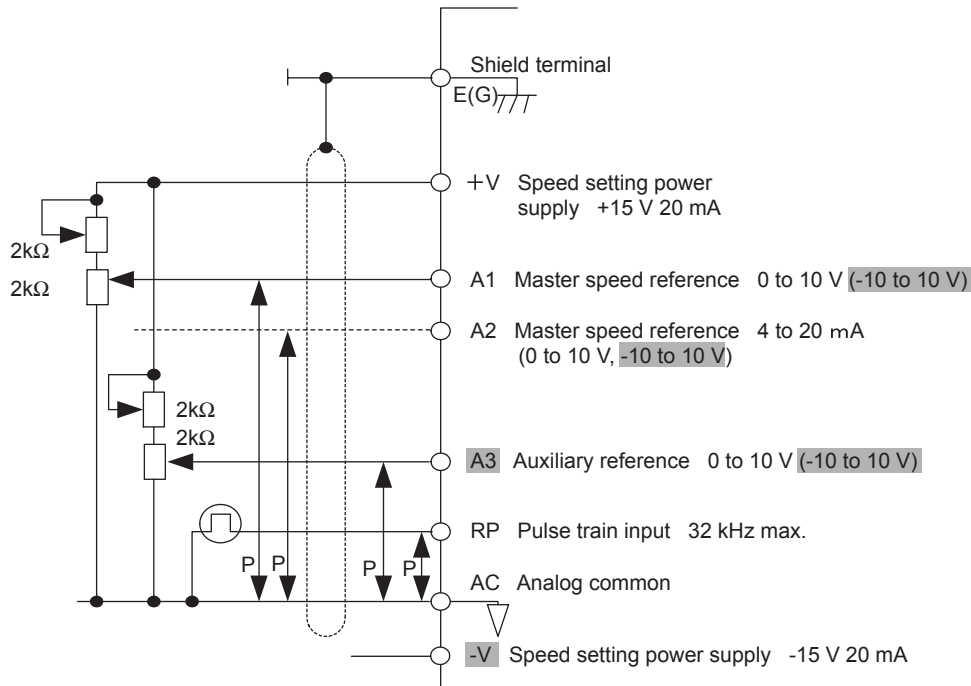 Shield terminal
E(G)
+V Speed setting power
supply +15 V 20 mA
2kΩ
2kΩ
A1 Master speed reference 0 to 10 V (-10 to 10 V)
A2 Master speed reference 4 to 20 mA
(0 to 10 V, -10 to 10 V)
2kΩ
2kΩ
A3 Auxiliary reference 0 to 10 V (-10 to 10 V)
RP Pulse train input 32 kHz max.
P P P P
AC Analog common
-V Speed setting power supply -15 V 20 mA